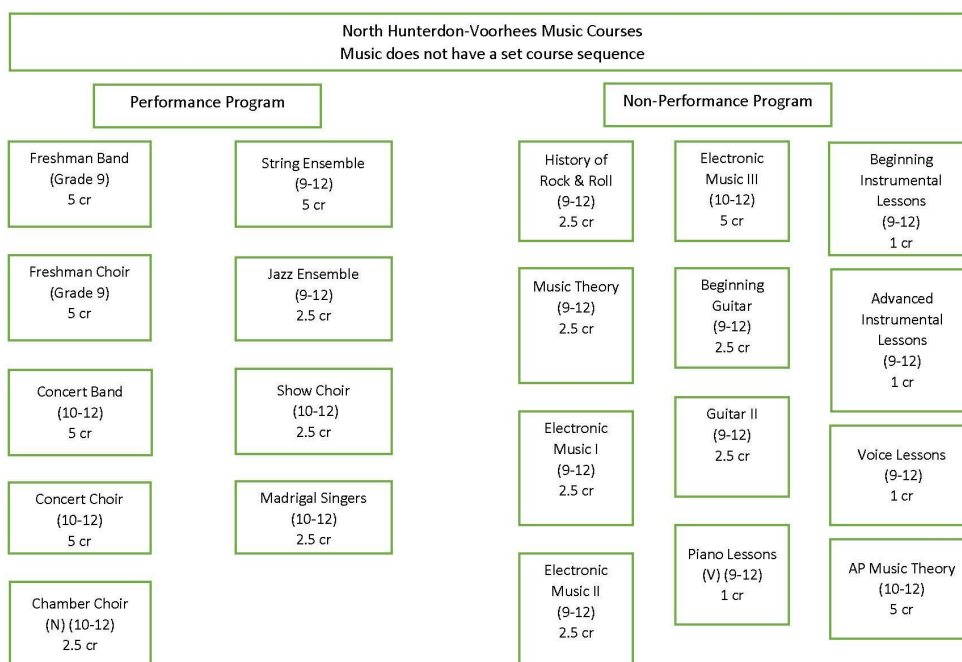 North Hunterdon-Voorhees Music Courses
Music does not have a set course sequence
Performance Program
Freshman Band
(Grade 9)
5 cr
Freshman Choir
(Grade 9)
5 cr
Concert Band
(10-12)
5 cr
Concert Choir
(10-12)
5 cr
Chamber Choir
(N) (10-12)
2.5 cr
String Ensemble
(9-12)
5 cr
Jazz Ensemble
(9-12)
2.5 cr
Show Choir
(10-12)
2.5 cr
Madrigal Singers
(10-12)
2.5 cr
Non-Performance Program
History of
Rock & Roll
(9-12)
2.5 cr
Music Theory
(9-12)
2.5 cr
Electronic
Music I
(9-12)
2.5 cr
Electronic
Music II
(9-12)
2.5 cr
Electronic
Music III
(10-12)
5 cr
Beginning
Guitar
(9-12)
2.5 cr
Guitar II
(9-12)
2.5 cr
Piano Lessons
(V) (9-12)
1 cr
Beginning
Instrumental
Lessons
(9-12)
1 cr
Advanced
Instrumental
Lessons
(9-12)
1 cr
Voice Lessons
(9-12)
1 cr
AP Music Theory
(10-12)
5 cr